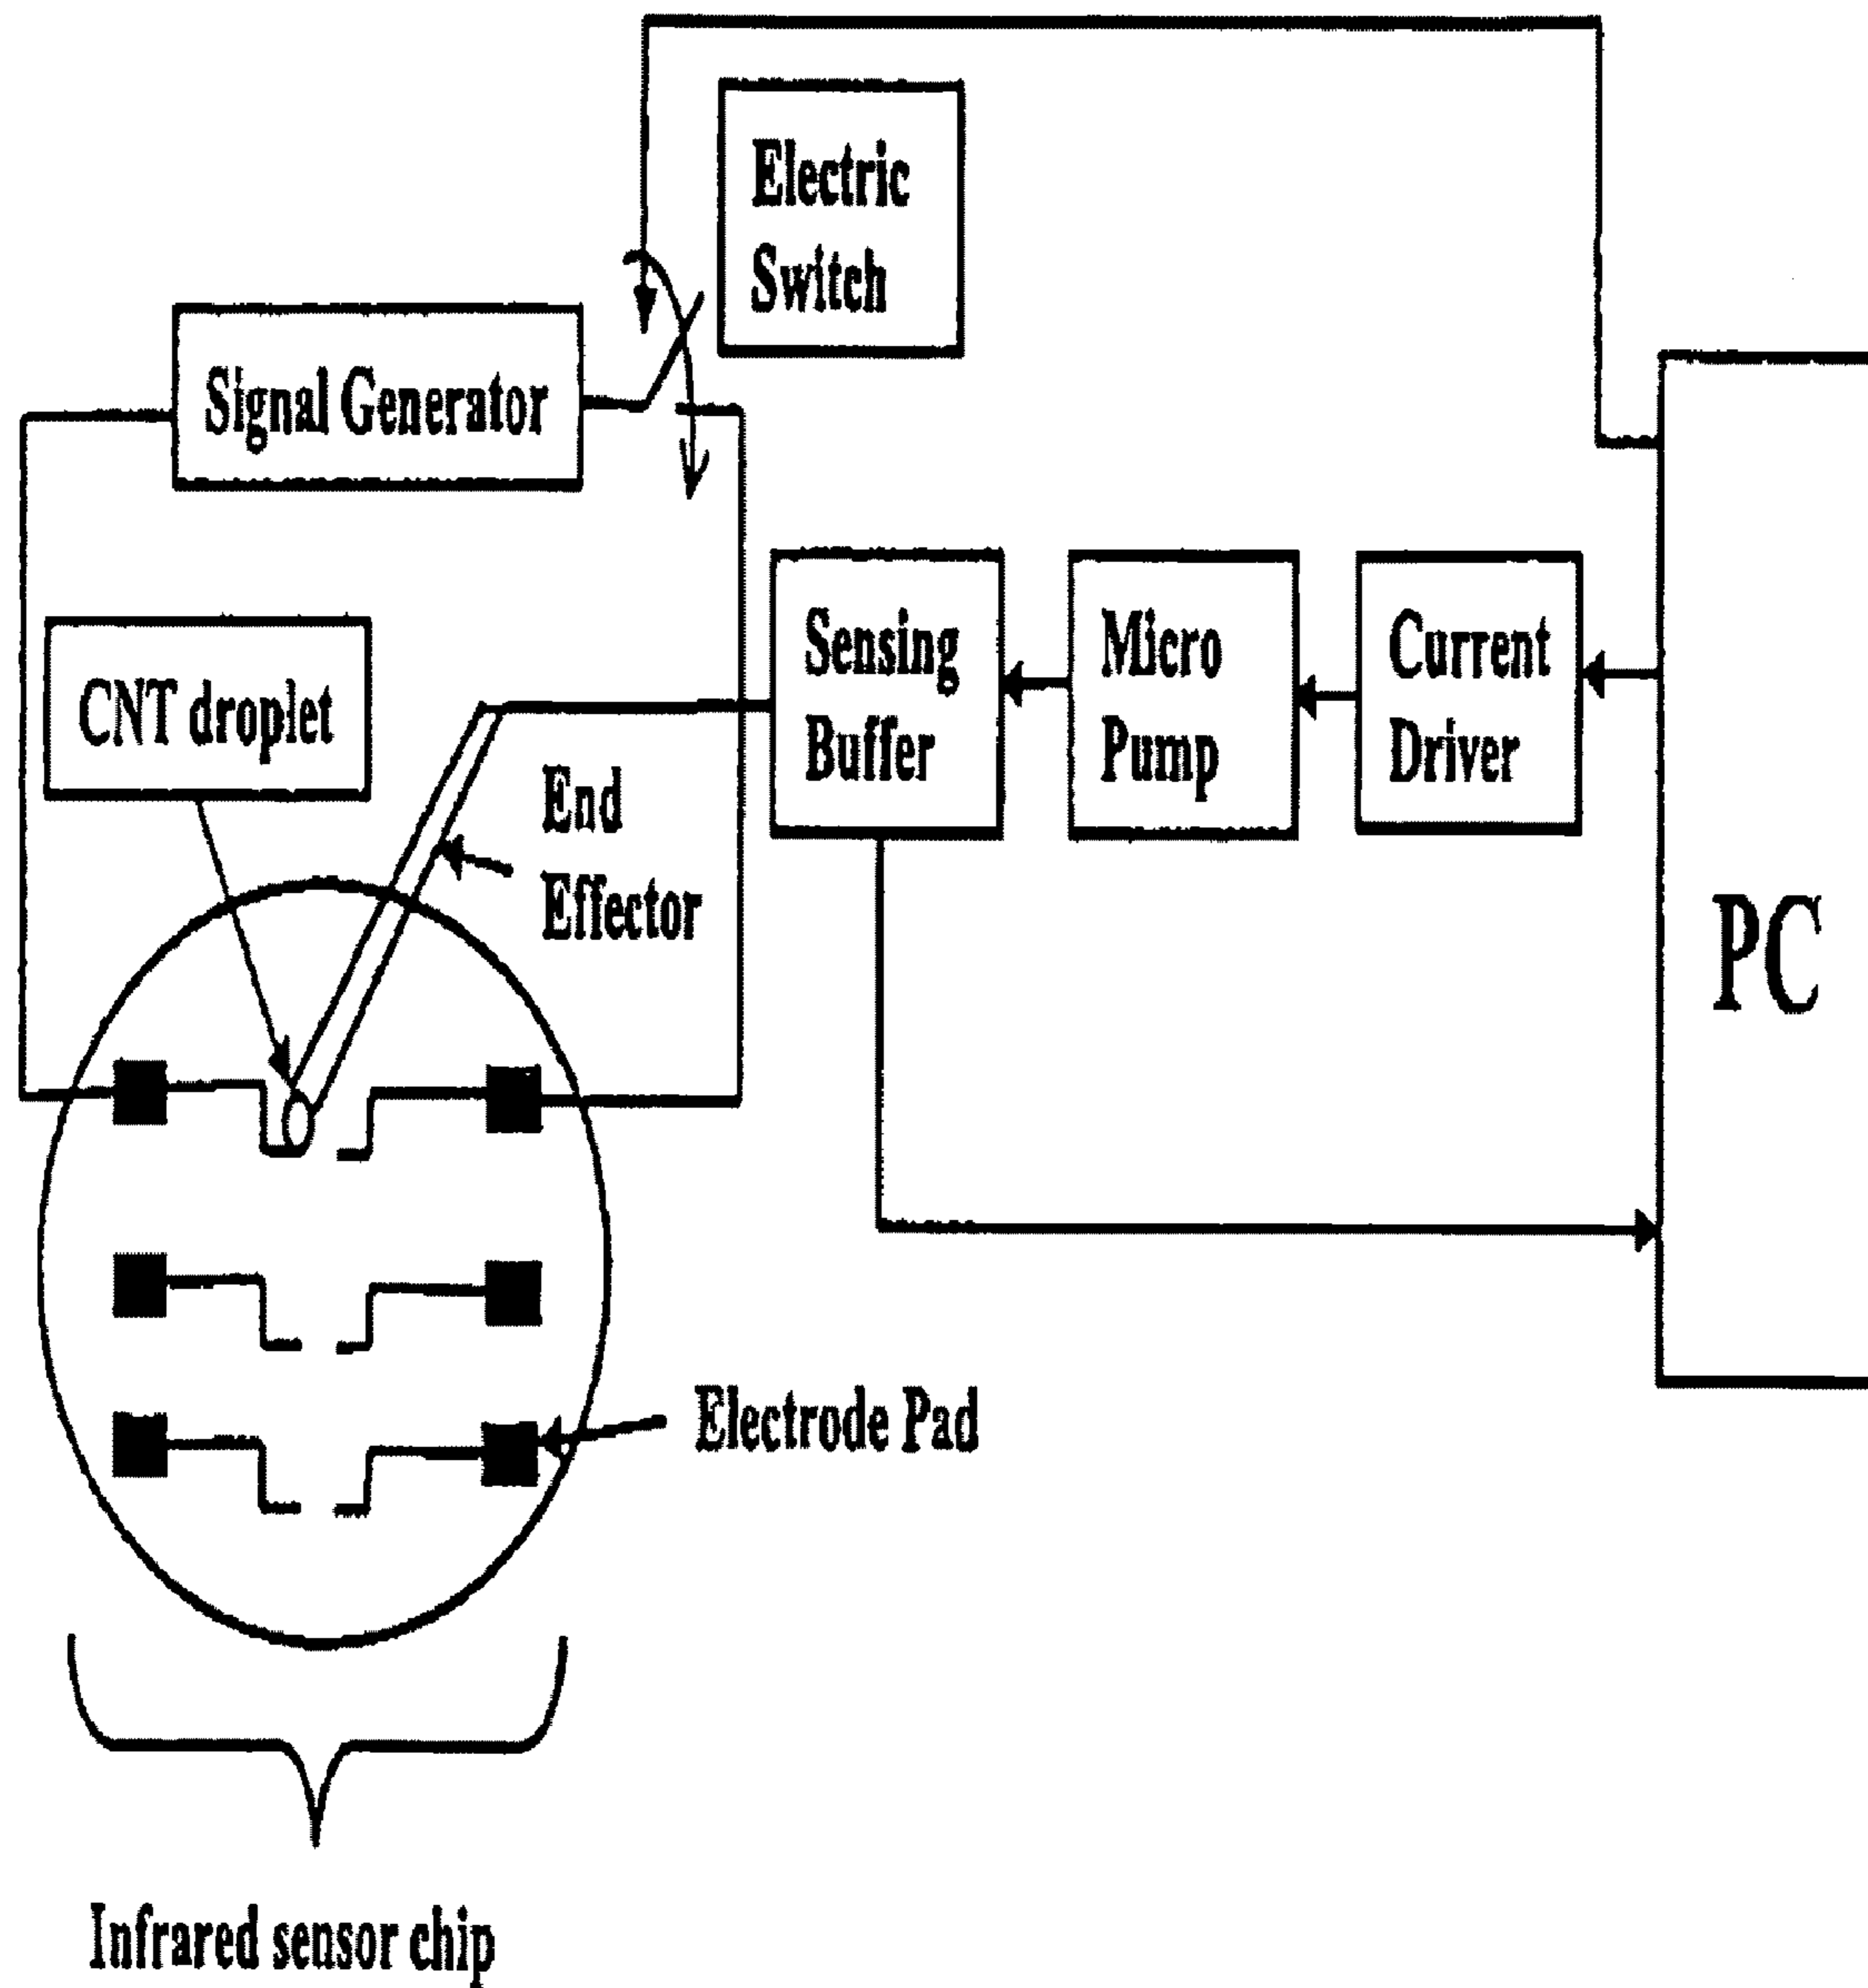 Electric
Switch
Signal Generator
Sensing
Buffer
Micro
Pump
Current
Driver
CNT droplet
End
Effector
PC
Electrode Pad
Infrared sensor chip